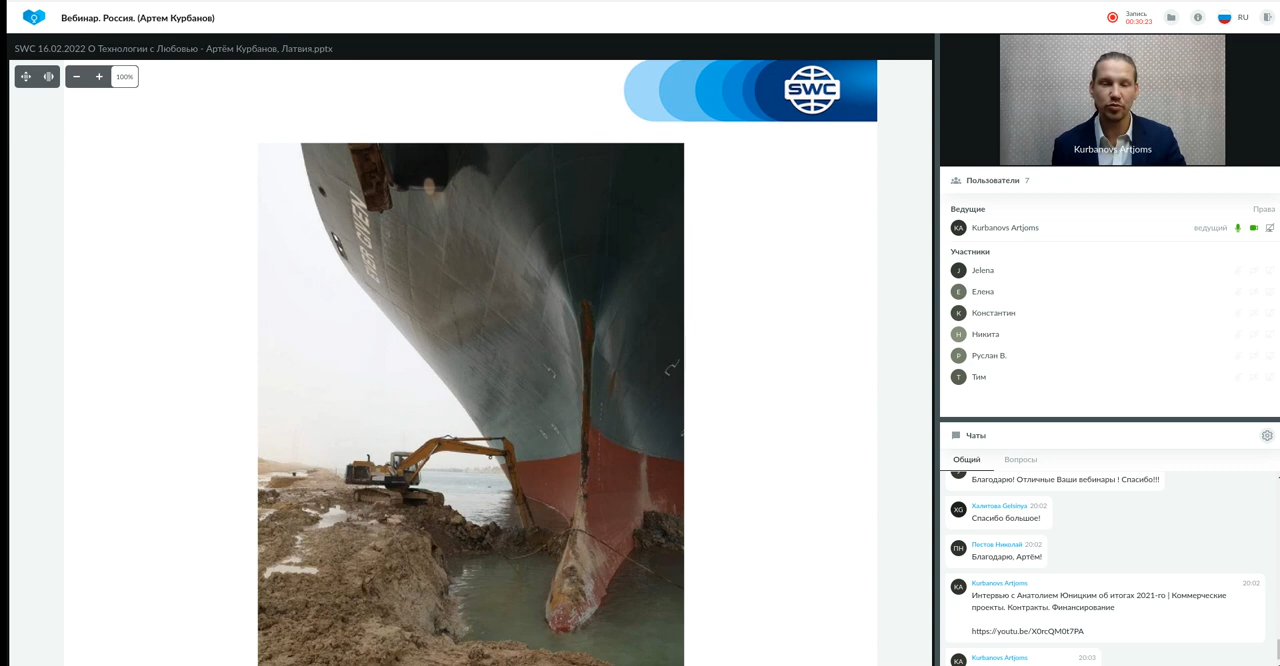 Вебинар. Россия. (Артем Курбанов)
Запись
00:30:23
RU
SWC 16.02.2022 О Технологии с Любовью - Артём Курбанов, Латвия.pptx
100%
SWC
EVER GIVEN
Kurbanovs Artjoms
Пользователи 7
Ведущие Права
KA Kurbanovs Artjoms ведущий
Участники
J Jelena
Е Елена
К Константин
Н Никита
Р Руслан В.
Т Тим
Чаты
Общий Вопросы
Благодарю! Отличные Ваши вебинары ! Спасибо!!!
XG Халитова Gelsinya 20:02
Спасибо большое!
ПН Пестов Николай 20:02
Благодарю, Артём!
KA Kurbanovs Artjoms 20:02
Интервью с Анатолием Юницким об итогах 2021-го | Коммерческие
проекты. Контракты. Финансирование
https://youtu.be/X0rcQM0t7PA
KA Kurbanovs Artjoms 20:03